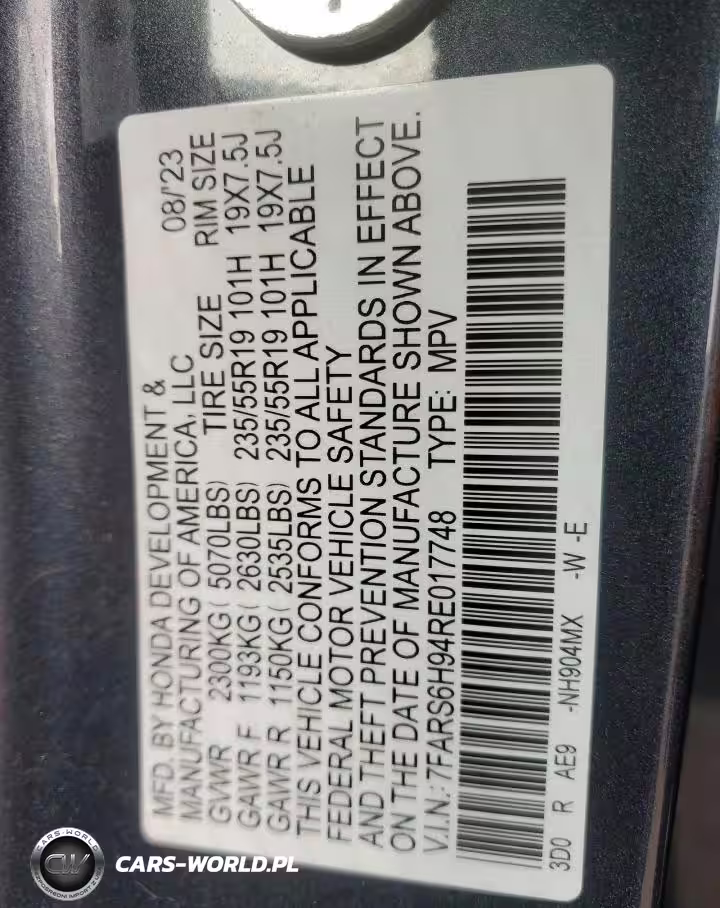 MFD. BY HONDA DEVELOPMENT & 08/'23
MANUFACTURING OF AMERICA, LLC
GVWR 2300KG( 5070LBS) TIRE SIZE RIM SIZE
GAWR F 1193KG( 2630LBS) 235/55R19 101H 19X7.5J
GAWR R 1150KG( 2535LBS) 235/55R19 101H 19X7.5J
THIS VEHICLE CONFORMS TO ALL APPLICABLE
FEDERAL MOTOR VEHICLE SAFETY
AND THEFT PREVENTION STANDARDS IN EFFECT
ON THE DATE OF MANUFACTURE SHOWN ABOVE.
V.I.N.: 7FARS6H94RE017748 TYPE: MPV
3D0 R AE9 -NH904MX -W -E
CARS-WORLD
CW
CARS-WORLD.PL